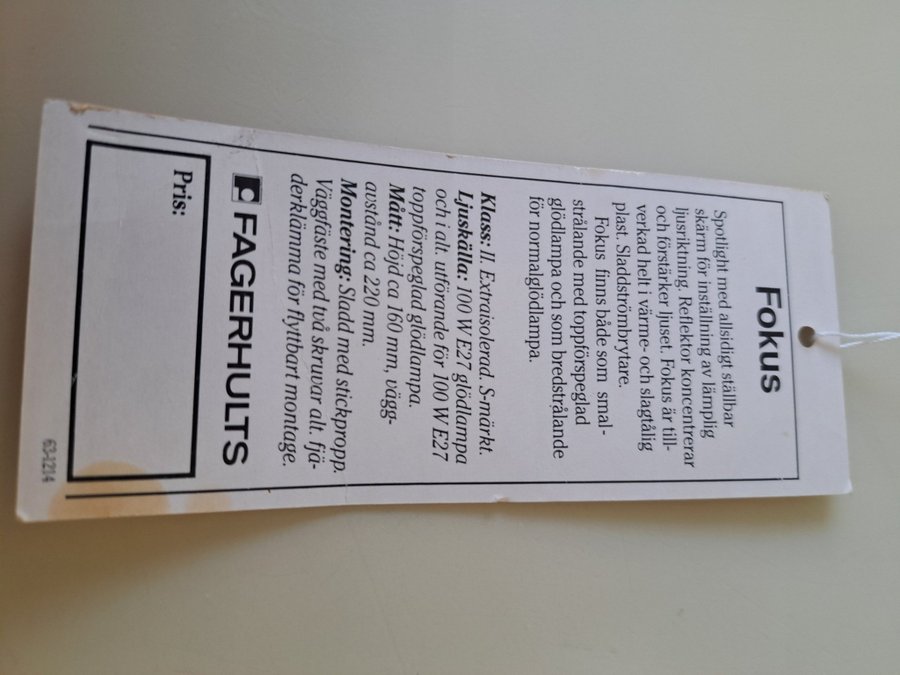 Fokus
Spotlight med allsidigt ställbar
skärm för inställning av lämplig
ljusriktning. Reflektor koncentrerar
och förstärker ljuset. Fokus är till-
verkad helt i värme- och slagtålig
plast. Sladdströmbrytare.
Fokus finns både som smal-
strålande med toppförspeglad
glödlampa och som bredstrålande
för normalglödlampa.
Klass: II. Extraisolerad. S-märkt.
Ljuskälla: 100 W E27 glödlampa
och i alt. utförande för 100 W E27
toppförspeglad glödlampa.
Mått: Höjd ca 160 mm, vägg-
avstånd ca 220 mm.
Montering: Sladd med stickpropp.
Väggfäste med två skruvar alt. fjä-
derklämma för flyttbart montage.
FAGERHULTS
Pris:
63-1214